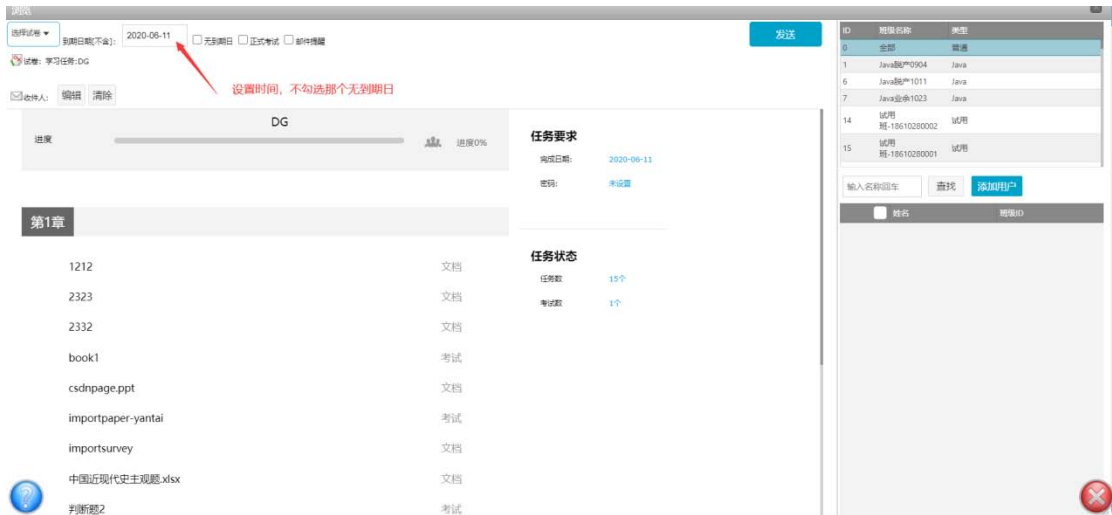 浏览
选择试卷 ▼
到期日期[不含]:
2020-06-11
无到期日 正式考试 邮件提醒
发送
试卷: 学习任务:DG
设置时间，不勾选那个无到期日
收件人: 编辑 清除
DG
进度
进度0%
第1章
1212 文档
2323 文档
2332 文档
book1 考试
csdnpage.ppt 文档
importpaper-yantai 考试
importsurvey 文档
中国近现代史主观题.xlsx 文档
判断题2 考试
任务要求
完成日期: 2020-06-11
密码: 未设置
任务状态
任务数 15个
考试数 1个
ID 班级名称 类型
0 全部 普通
1 Java脱产0904 Java
6 Java脱产1011 Java
7 Java业余1023 Java
14 试用班-18610280002 试用
15 试用班-18610280001 试用
输入名称回车 查找 添加用户
姓名 班级ID